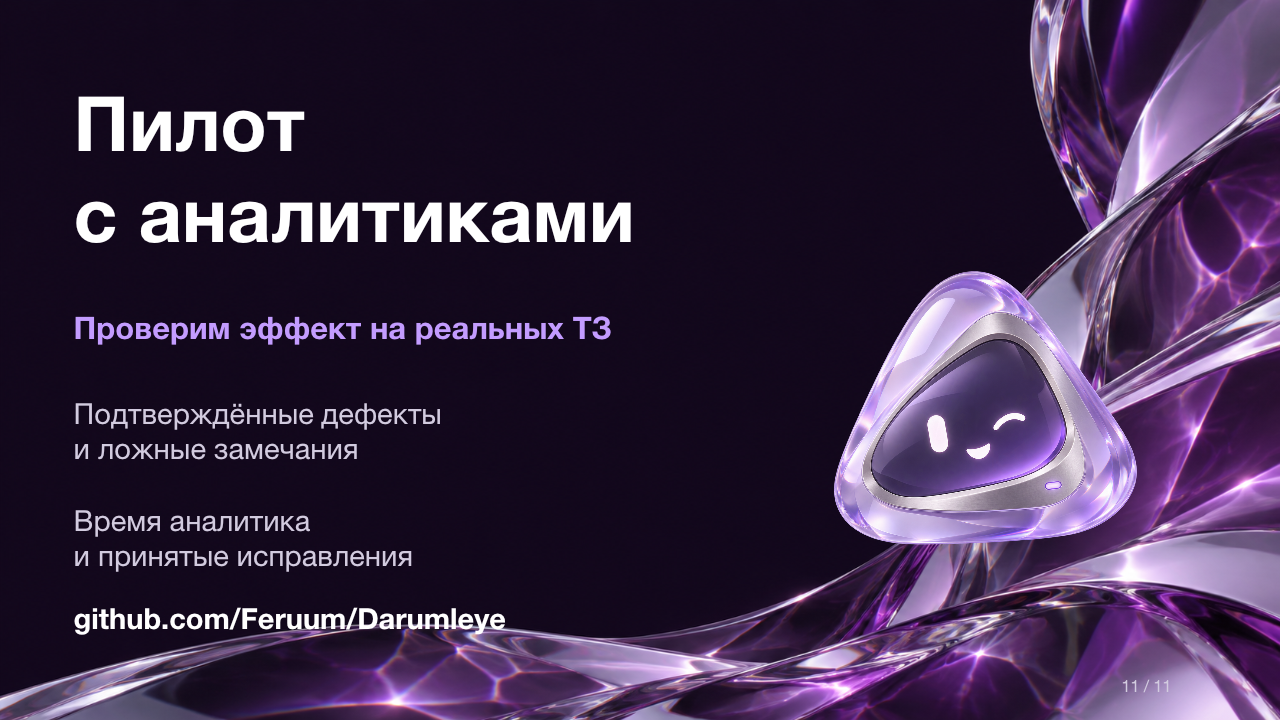 Пилот
с аналитиками
Проверим эффект на реальных ТЗ
Подтверждённые дефекты
и ложные замечания
Время аналитика
и принятые исправления
github.com/Feruum/Darumleye
11 / 11